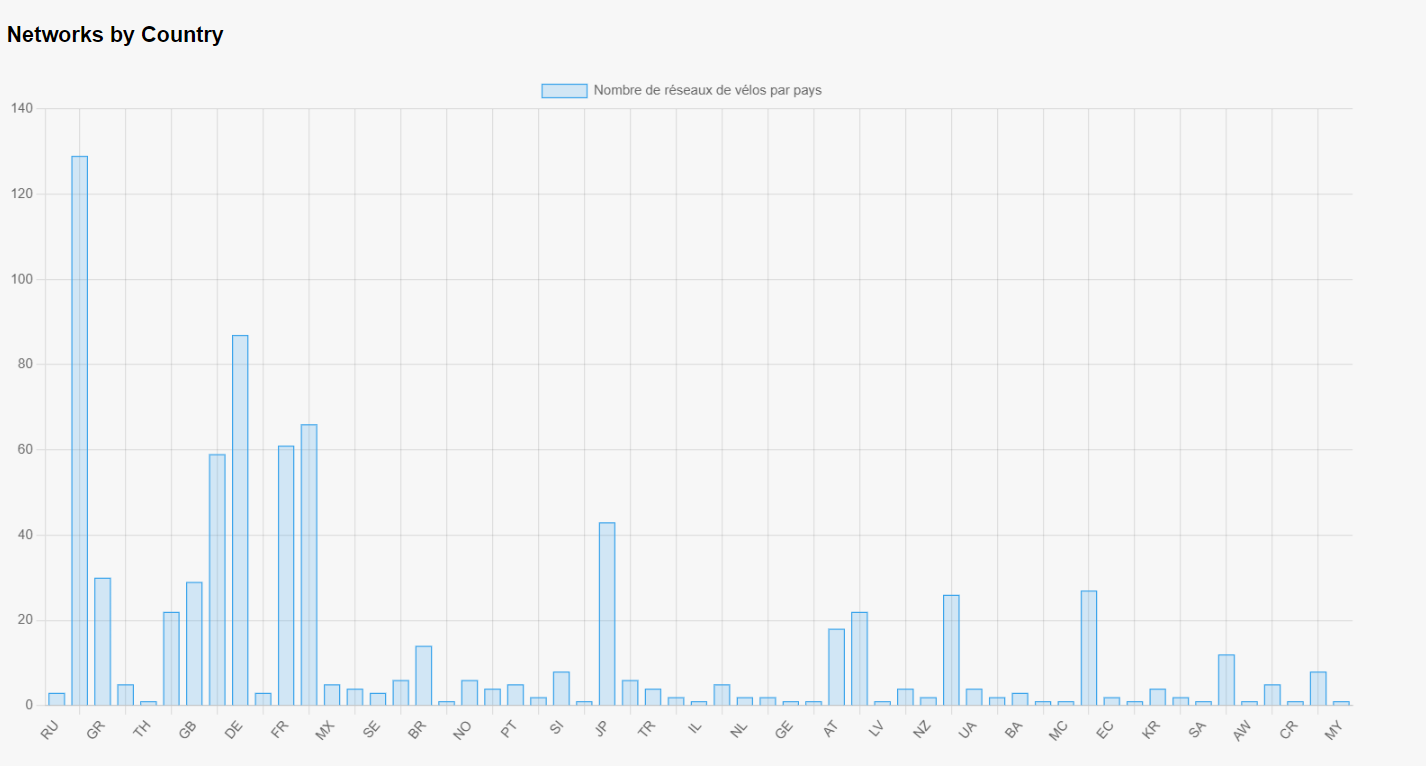 Networks by Country
Nombre de réseaux de vélos par pays
140
120
100
80
60
40
20
0
RU GR TH GB DE FR MX SE BR NO PT SI JP TR IL NL GE AT LV NZ UA BA MC EC KR SA AW CR MY